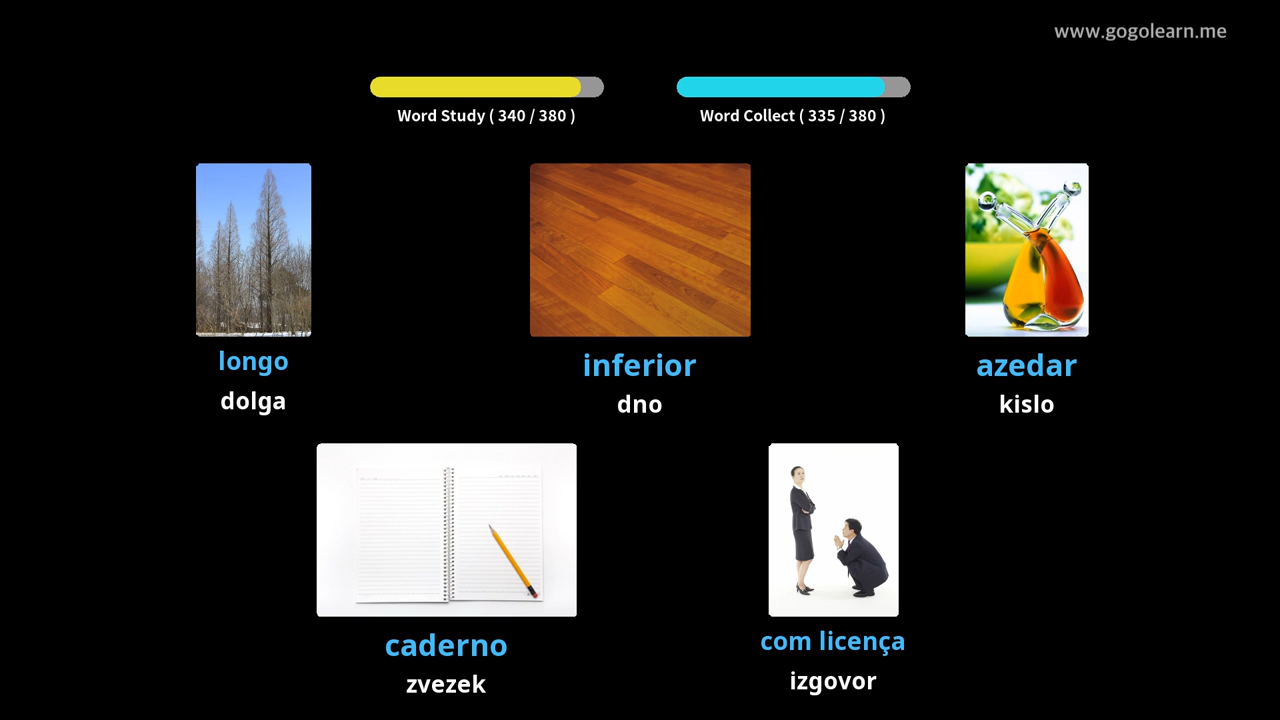 www.gogolearn.me
Word Study ( 340 / 380 )
Word Collect ( 335 / 380 )
longo
dolga
inferior
dno
azedar
kislo
caderno
zvezek
com licença
izgovor